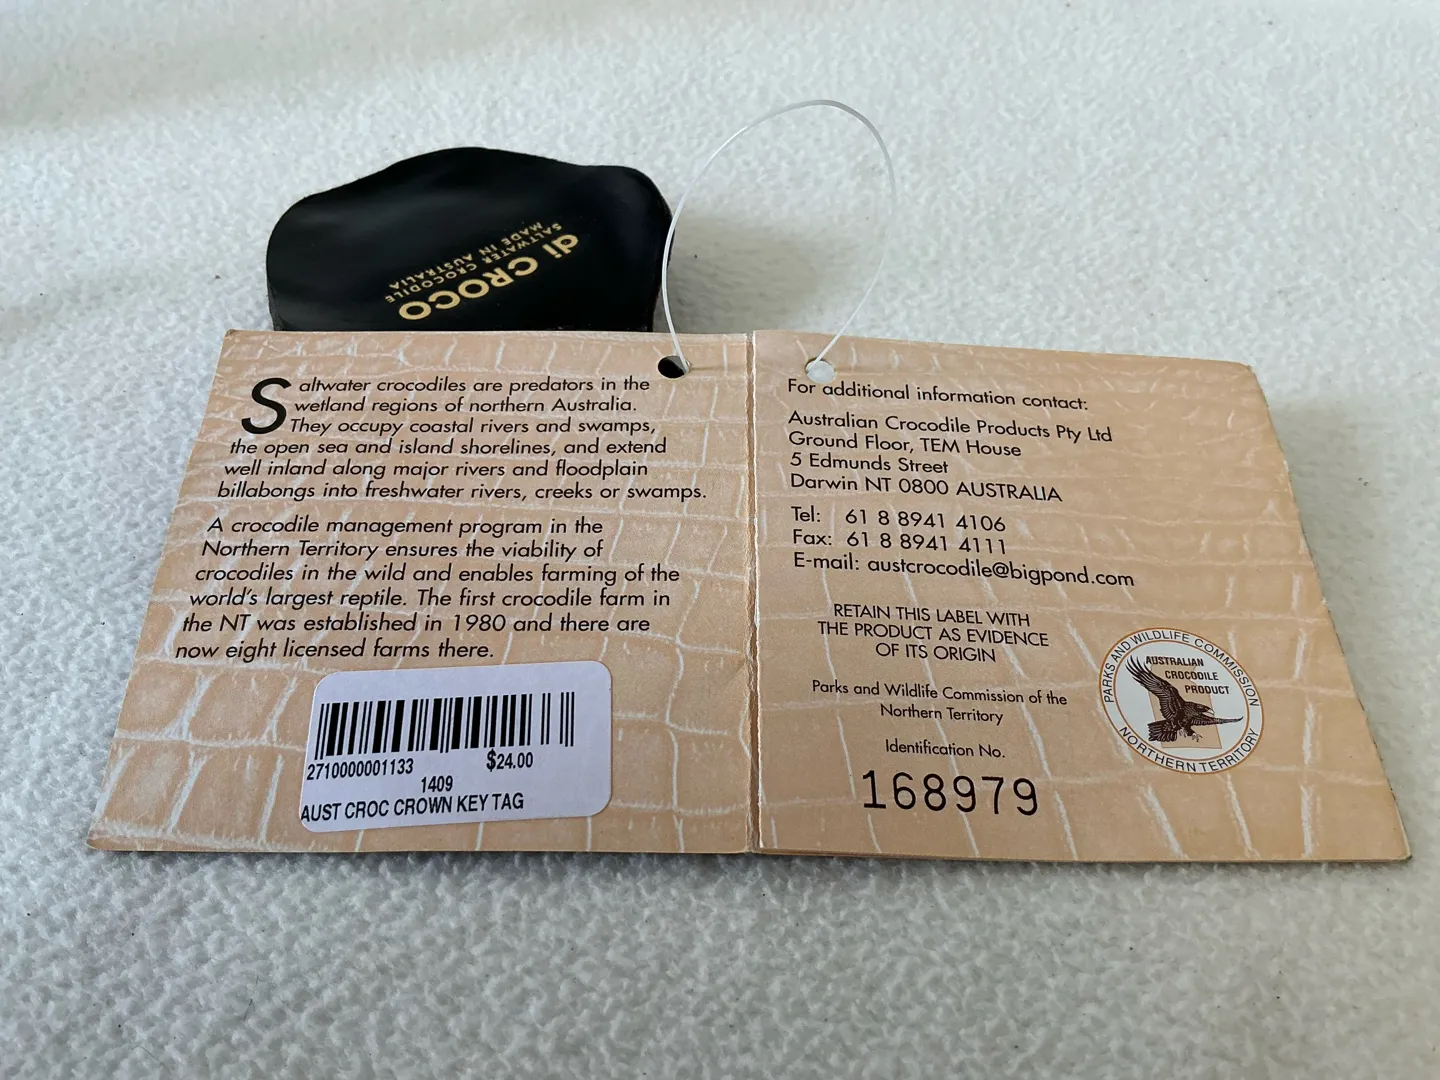 di CROCO
SALTWATER CROCODILE
MADE IN AUSTRALIA
Saltwater crocodiles are predators in the
wetland regions of northern Australia.
They occupy coastal rivers and swamps,
the open sea and island shorelines, and extend
well inland along major rivers and floodplain
billabongs into freshwater rivers, creeks or swamps.
A crocodile management program in the
Northern Territory ensures the viability of
crocodiles in the wild and enables farming of the
world's largest reptile. The first crocodile farm in
the NT was established in 1980 and there are
now eight licensed farms there.
2710000001133 $24.00
1409
AUST CROC CROWN KEY TAG
For additional information contact:
Australian Crocodile Products Pty Ltd
Ground Floor, TEM House
5 Edmunds Street
Darwin NT 0800 AUSTRALIA
Tel: 61 8 8941 4106
Fax: 61 8 8941 4111
E-mail: austcrocodile@bigpond.com
RETAIN THIS LABEL WITH
THE PRODUCT AS EVIDENCE
OF ITS ORIGIN
Parks and Wildlife Commission of the
Northern Territory
Identification No.
168979
PARKS AND WILDLIFE COMMISSION
AUSTRALIAN
CROCODILE
PRODUCT
NORTHERN TERRITORY